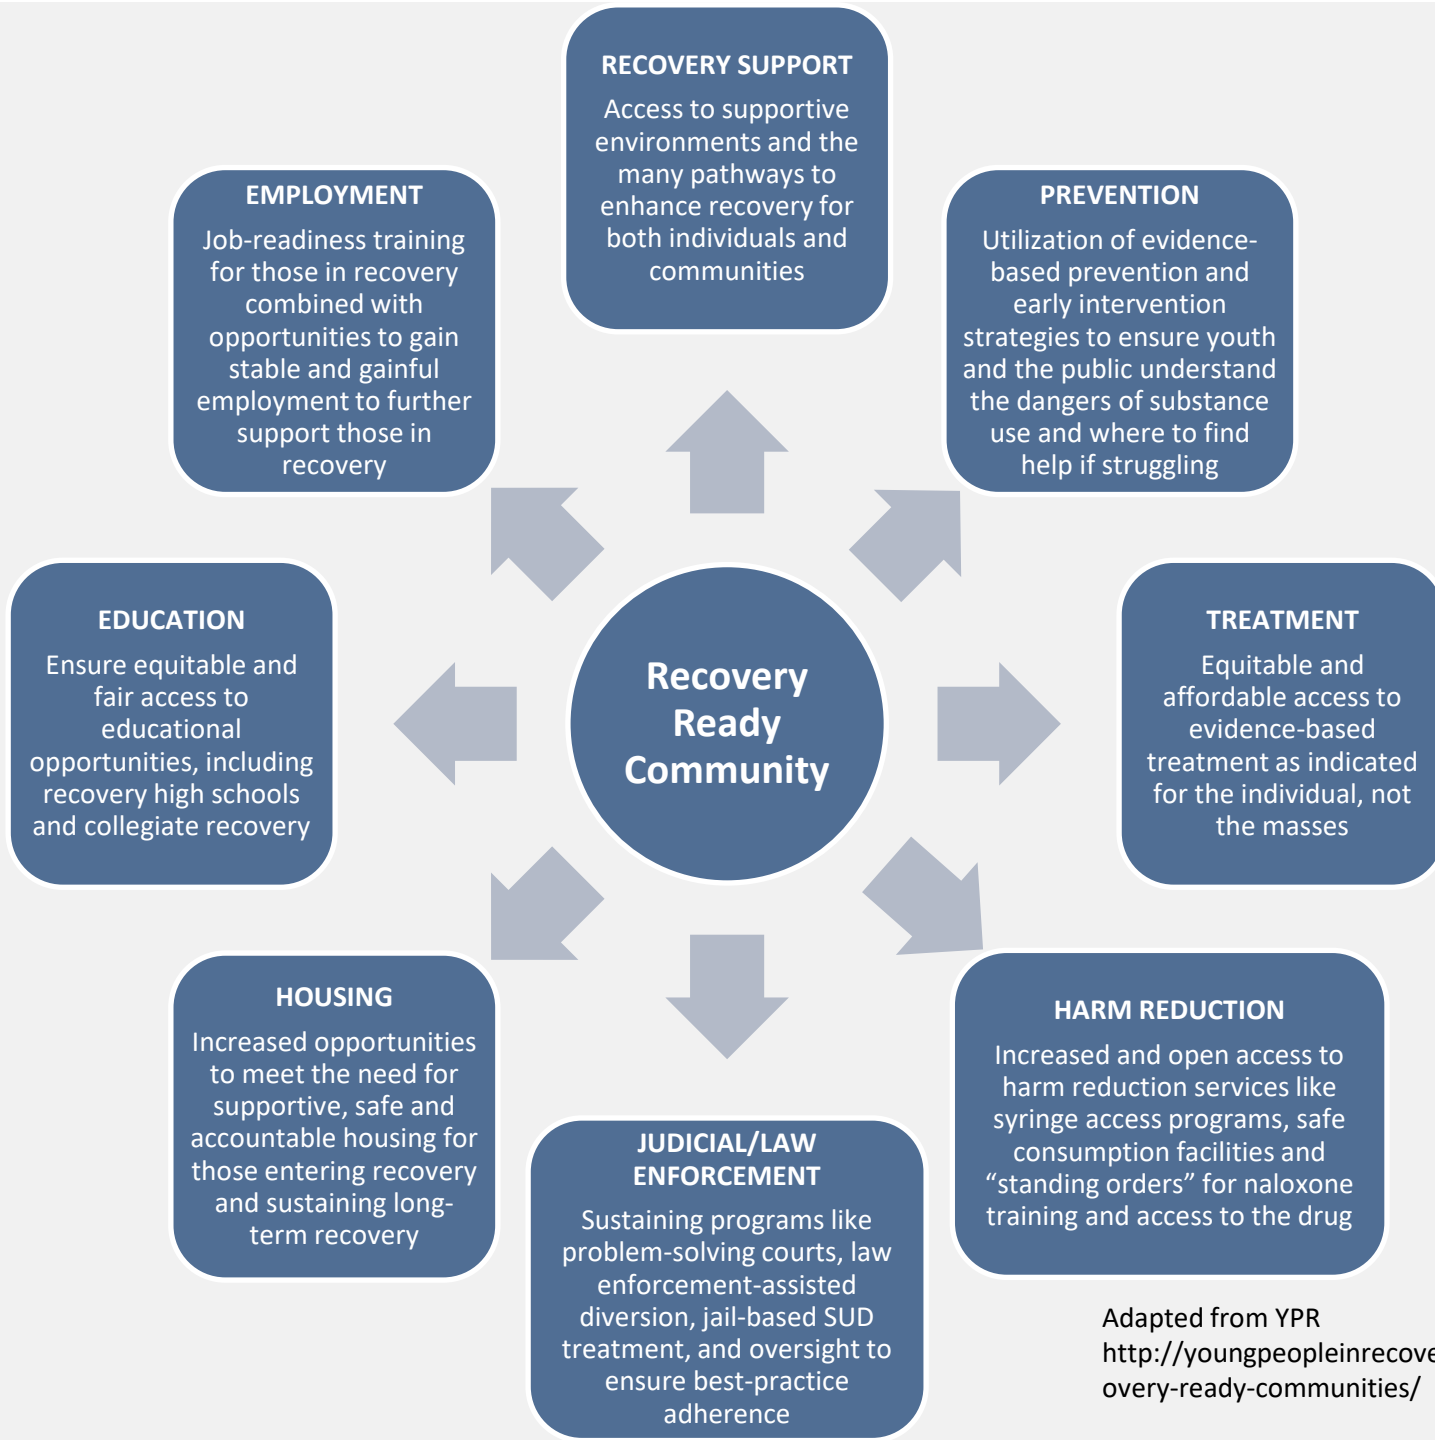 RECOVERY SUPPORT
Access to supportive
environments and the
many pathways to
enhance recovery for
both individuals and
communities
PREVENTION
Utilization of evidence-
based prevention and
early intervention
strategies to ensure youth
and the public understand
the dangers of substance
use and where to find
help if struggling
TREATMENT
Equitable and
affordable access to
evidence-based
treatment as indicated
for the individual, not
the masses
HARM REDUCTION
Increased and open access to
harm reduction services like
syringe access programs, safe
consumption facilities and
“standing orders” for naloxone
training and access to the drug
JUDICIAL/LAW
ENFORCEMENT
Sustaining programs like
problem-solving courts, law
enforcement-assisted
diversion, jail-based SUD
treatment, and oversight to
ensure best-practice
adherence
HOUSING
Increased opportunities
to meet the need for
supportive, safe and
accountable housing for
those entering recovery
and sustaining long-
term recovery
EDUCATION
Ensure equitable and
fair access to
educational
opportunities, including
recovery high schools
and collegiate recovery
EMPLOYMENT
Job-readiness training
for those in recovery
combined with
opportunities to gain
stable and gainful
employment to further
support those in
recovery
Recovery
Ready
Community
Adapted from YPR
http://youngpeopleinrecove
overy-ready-communities/